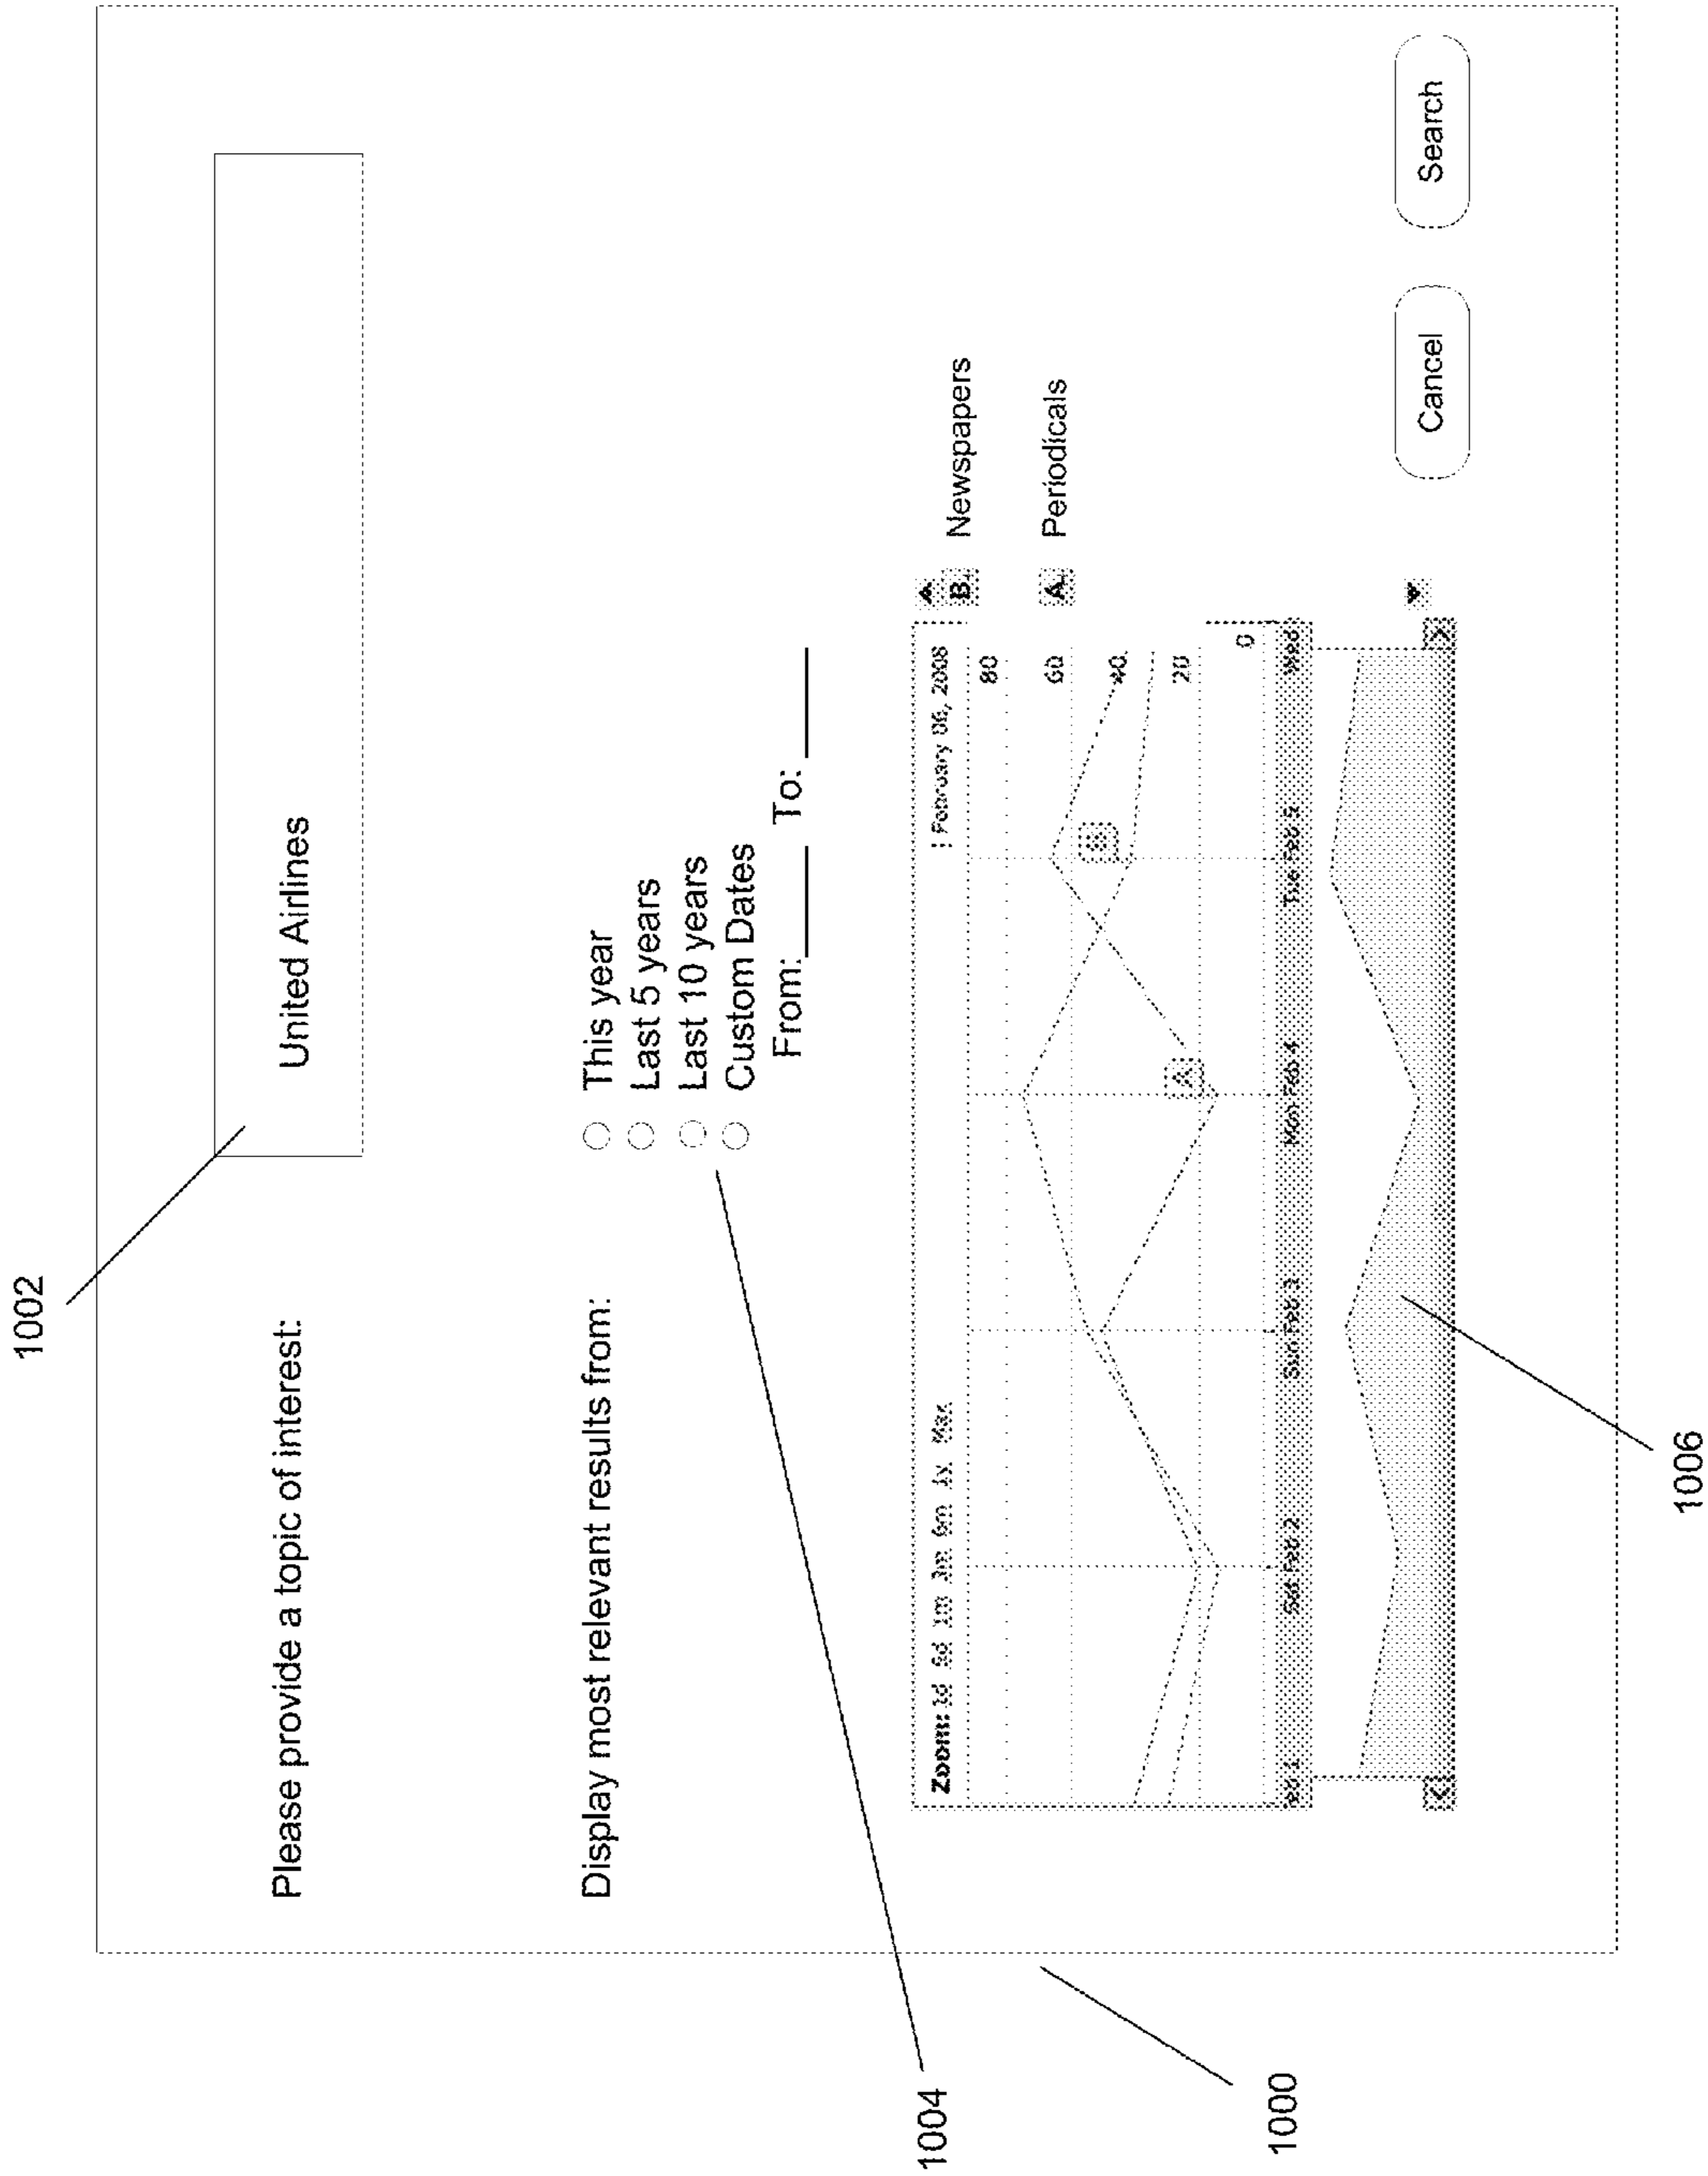 1002
Please provide a topic of interest:
United Airlines
Display most relevant results from:
This year
Last 5 years
Last 10 years
Custom Dates
From: To:
1004
Zoom: 1d 5d 1m 3m 6m 1y Max
February 06, 2008
B. Newspapers
A. Periodicals
80
60
40
20
0
B
A
Sat Feb 2
Sun Feb 3
Mon Feb 4
Tue Feb 5
Wed
Cancel
Search
1000
1006